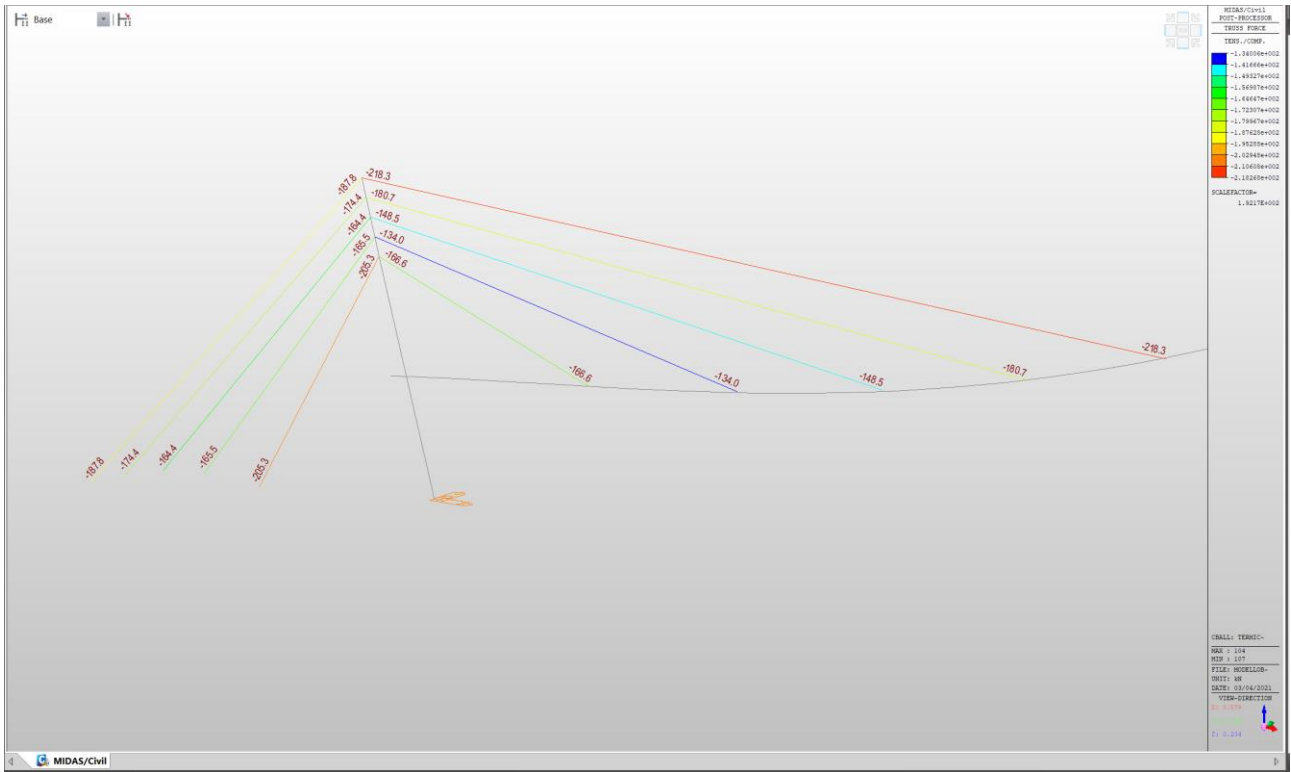 Base
MIDAS/Civil
POST-PROCESSOR
TRUSS FORCE
TENS./COMP.
-1.34006e+002
-1.41666e+002
-1.49327e+002
-1.56987e+002
-1.64647e+002
-1.72307e+002
-1.79967e+002
-1.87628e+002
-1.95288e+002
-2.02948e+002
-2.10608e+002
-2.18268e+002
SCALEFACTOR=
1.9217E+002
-187.8
-218.3
-174.4
-180.7
-164.4
-148.5
-165.5
-134.0
-205.3
-166.6
-218.3
-180.7
-166.6
-134.0
-148.5
-187.8
-174.4
-164.4
-165.5
-205.3
CBALL: TERMIC~
MAX : 104
MIN : 107
FILE: MODELLOB~
UNIT: kN
DATE: 03/04/2021
VIEW-DIRECTION
Z: 0.234
MIDAS/Civil